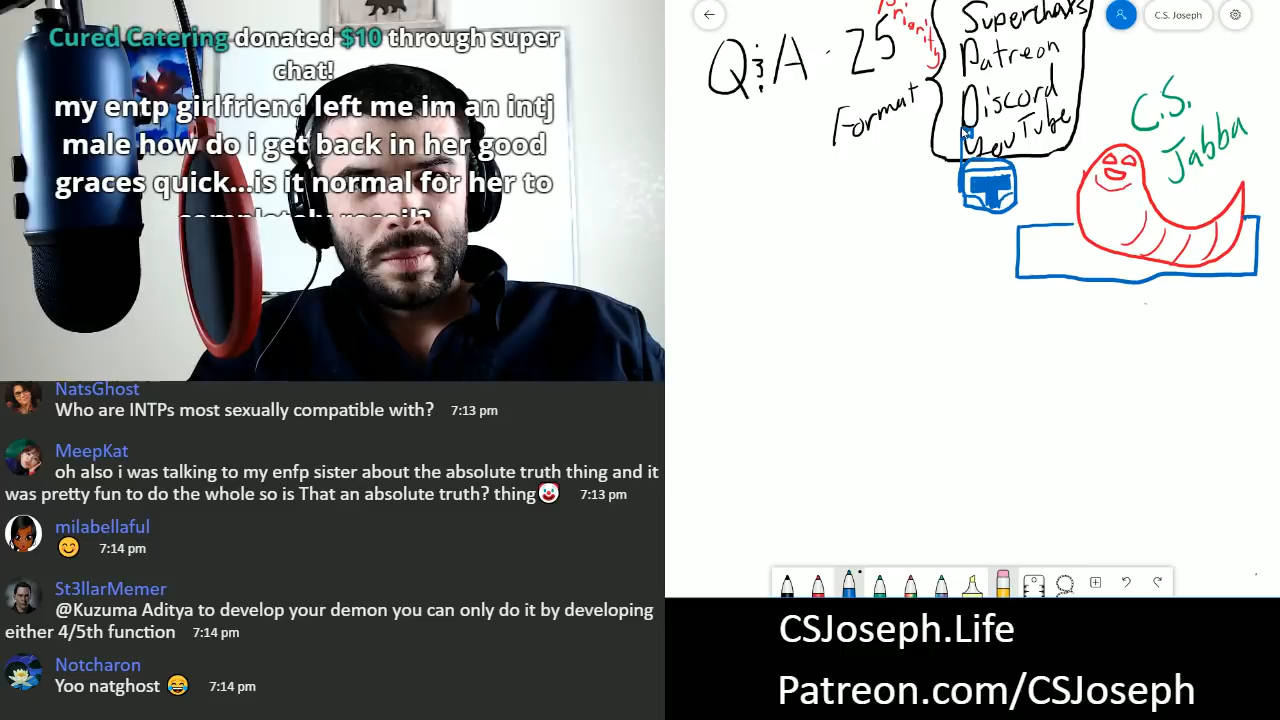 Cured Catering donated $10 through super
chat!
my entp girlfriend left me im an intj
male how do i get back in her good
graces quick...is it normal for her to
completely recoil?
NatsGhost
Who are INTPs most sexually compatible with? 7:13 pm
MeepKat
oh also i was talking to my enfp sister about the absolute truth thing and it
was pretty fun to do the whole so is That an absolute truth? thing🤡 7:13 pm
milabellaful
😊 7:14 pm
St3llarMemer
@Kuzuma Aditya to develop your demon you can only do it by developing
either 4/5th function 7:14 pm
Notcharon
Yoo natghost 😂 7:14 pm
Q&A · 25
Format
Priority
Superchats
Patreon
Discord
YouTube
C.S. Joseph
C.S.
Jabba
CSJoseph.Life
Patreon.com/CSJoseph